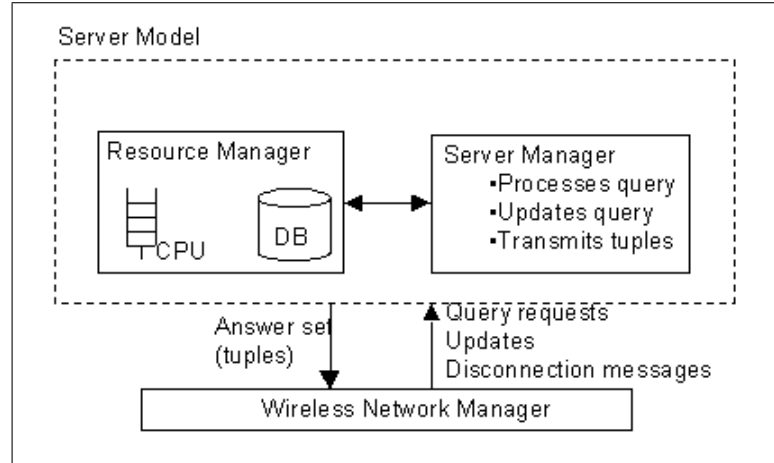 Server Model
Resource Manager
CPU
DB
Server Manager
▪Processes query
▪Updates query
▪Transmits tuples
Answer set
(tuples)
Query requests
Updates
Disconnection messages
Wireless Network Manager